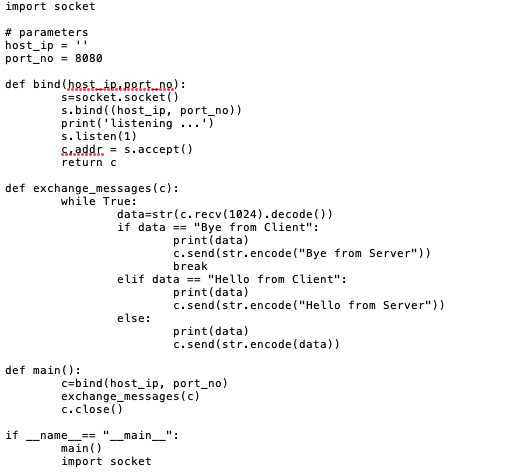 import socket

# parameters
host_ip = ''
port_no = 8080

def bind(host_ip,port_no):
        s=socket.socket()
        s.bind((host_ip, port_no))
        print('listening ...')
        s.listen(1)
        c,addr = s.accept()
        return c

def exchange_messages(c):
        while True:
                data=str(c.recv(1024).decode())
                if data == "Bye from Client":
                        print(data)
                        c.send(str.encode("Bye from Server"))
                        break
                elif data == "Hello from Client":
                        print(data)
                        c.send(str.encode("Hello from Server"))
                else:
                        print(data)
                        c.send(str.encode(data))

def main():
        c=bind(host_ip, port_no)
        exchange_messages(c)
        c.close()

if __name__== "__main__":
        main()
        import socket